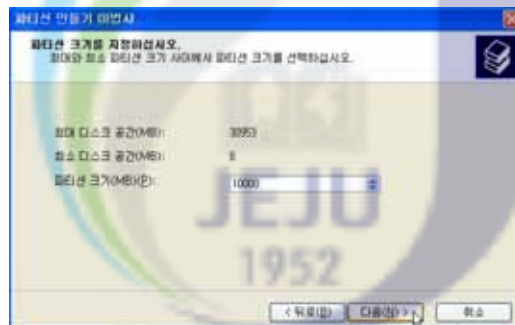 파티션 만들기 마법사
파티션 크기를 지정하십시오.
최대와 최소 파티션 크기 사이에서 파티션 크기를 선택하십시오.
최대 디스크 공간(MB): 30953
최소 디스크 공간(MB): 8
파티션 크기(MB)(P): 10000
JEJU
1952
< 뒤로(B) 다음(N) > 취소